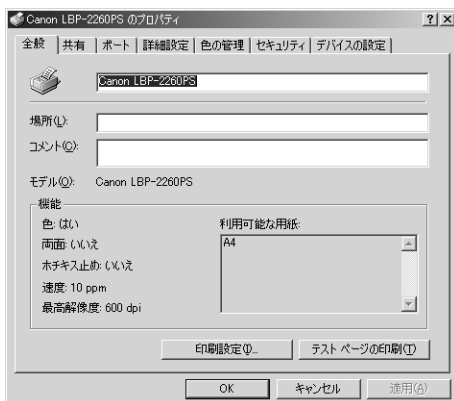 Canon LBP-2260PS のプロパティ
全般 共有 ポート 詳細設定 色の管理 セキュリティ デバイスの設定
Canon LBP-2260PS
場所(L):
コメント(C):
モデル(O): Canon LBP-2260PS
機能
色: はい 利用可能な用紙:
両面: いいえ A4
ホチキス止め: いいえ
速度: 10 ppm
最高解像度: 600 dpi
印刷設定(I)... テスト ページの印刷(T)
OK キャンセル 適用(A)